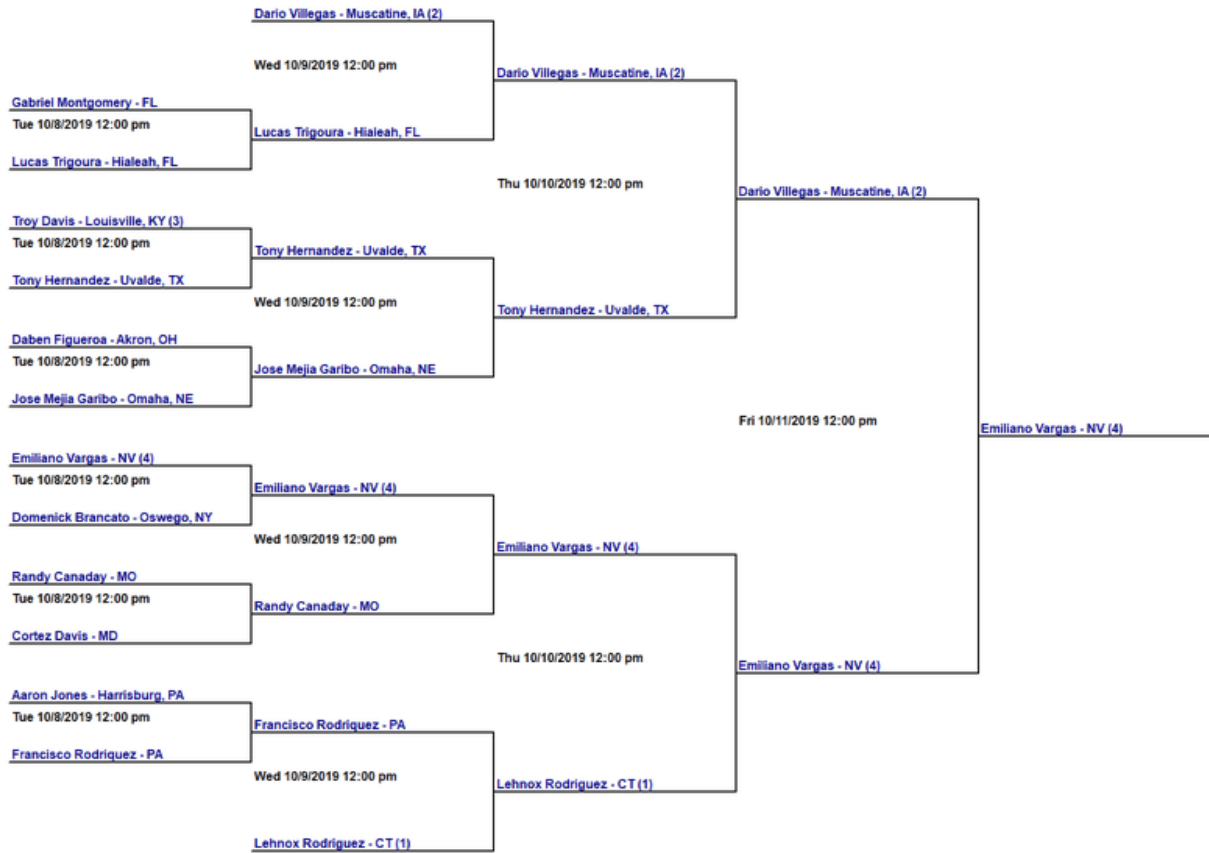 Dario Villegas - Muscatine, IA (2)
Wed 10/9/2019 12:00 pm
Dario Villegas - Muscatine, IA (2)
Gabriel Montgomery - FL
Tue 10/8/2019 12:00 pm
Lucas Trigoura - Hialeah, FL
Lucas Trigoura - Hialeah, FL
Thu 10/10/2019 12:00 pm
Dario Villegas - Muscatine, IA (2)
Troy Davis - Louisville, KY (3)
Tue 10/8/2019 12:00 pm
Tony Hernandez - Uvalde, TX
Tony Hernandez - Uvalde, TX
Wed 10/9/2019 12:00 pm
Tony Hernandez - Uvalde, TX
Daben Figueroa - Akron, OH
Tue 10/8/2019 12:00 pm
Jose Mejia Garibo - Omaha, NE
Jose Mejia Garibo - Omaha, NE
Fri 10/11/2019 12:00 pm
Emiliano Vargas - NV (4)
Emiliano Vargas - NV (4)
Tue 10/8/2019 12:00 pm
Emiliano Vargas - NV (4)
Domenick Brancato - Oswego, NY
Wed 10/9/2019 12:00 pm
Emiliano Vargas - NV (4)
Randy Canaday - MO
Tue 10/8/2019 12:00 pm
Randy Canaday - MO
Cortez Davis - MD
Thu 10/10/2019 12:00 pm
Emiliano Vargas - NV (4)
Aaron Jones - Harrisburg, PA
Tue 10/8/2019 12:00 pm
Francisco Rodriquez - PA
Francisco Rodriquez - PA
Wed 10/9/2019 12:00 pm
Lehnox Rodriguez - CT (1)
Lehnox Rodriguez - CT (1)